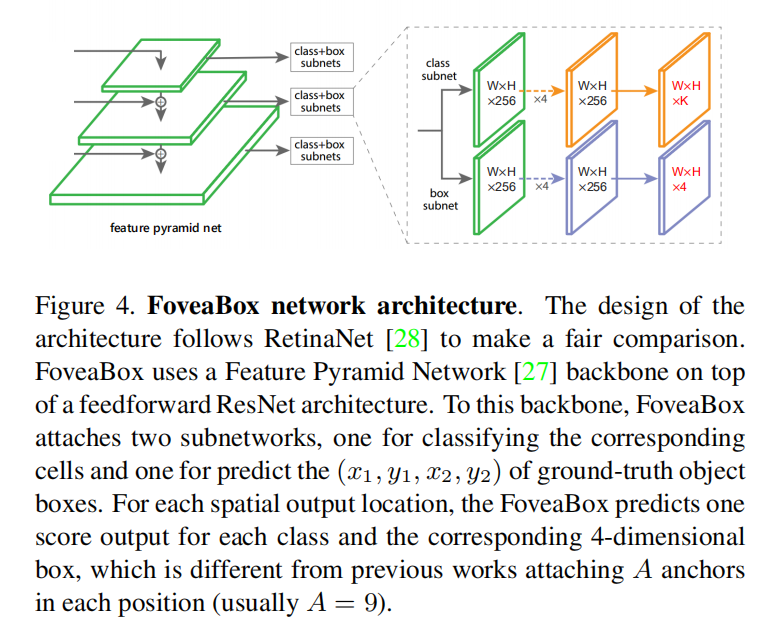 class+box
subnets
class+box
subnets
class+box
subnets
feature pyramid net
class
subnet
W×H
×256
×4
W×H
×256
W×H
×K
box
subnet
W×H
×256
×4
W×H
×256
W×H
×4
Figure 4. FoveaBox network architecture. The design of the
architecture follows RetinaNet [28] to make a fair comparison.
FoveaBox uses a Feature Pyramid Network [27] backbone on top
of a feedforward ResNet architecture. To this backbone, FoveaBox
attaches two subnetworks, one for classifying the corresponding
cells and one for predict the (x₁, y₁, x₂, y₂) of ground-truth object
boxes. For each spatial output location, the FoveaBox predicts one
score output for each class and the corresponding 4-dimensional
box, which is different from previous works attaching A anchors
in each position (usually A = 9).